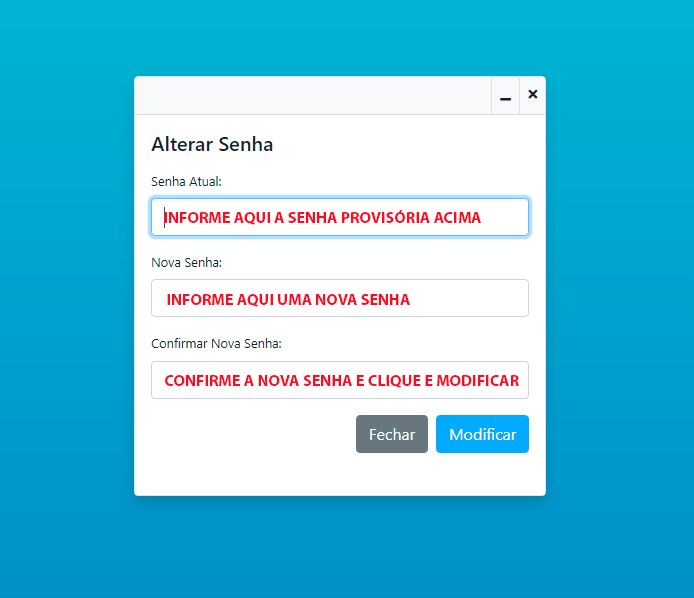 Alterar Senha
Senha Atual:
INFORME AQUI A SENHA PROVISÓRIA ACIMA
Nova Senha:
INFORME AQUI UMA NOVA SENHA
Confirmar Nova Senha:
CONFIRME A NOVA SENHA E CLIQUE E MODIFICAR
Fechar Modificar